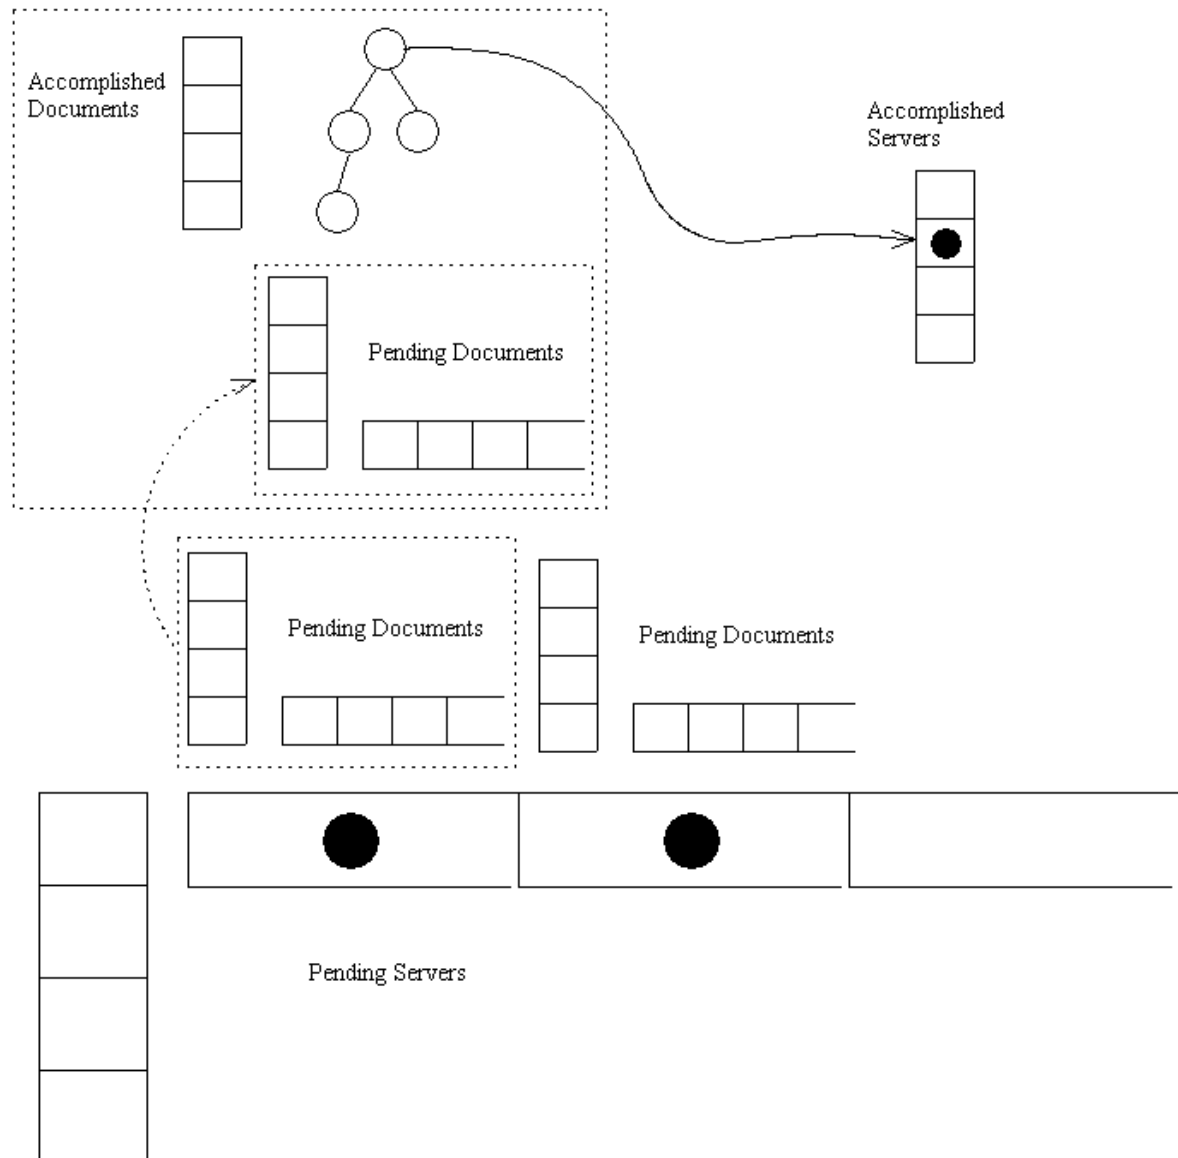 Accomplished
Documents
Accomplished
Servers
Pending Documents
Pending Documents
Pending Documents
Pending Servers